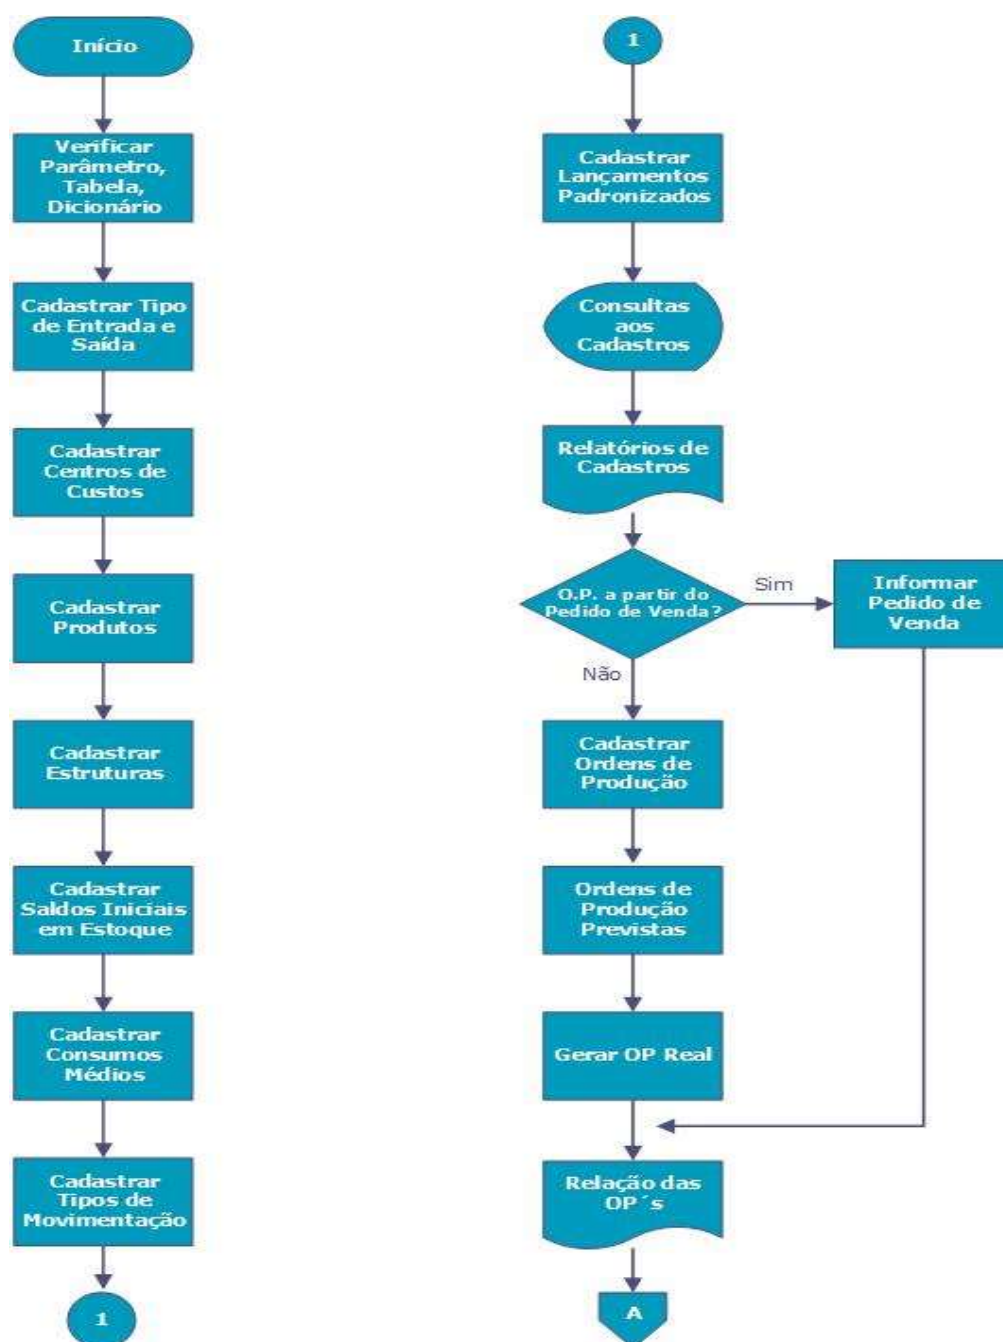 Início
Verificar
Parâmetro,
Tabela,
Dicionário
Cadastrar Tipo
de Entrada e
Saída
Cadastrar
Centros de
Custos
Cadastrar
Produtos
Cadastrar
Estruturas
Cadastrar
Saldos Iniciais
em Estoque
Cadastrar
Consumos
Médios
Cadastrar
Tipos de
Movimentação
1
1
Cadastrar
Lançamentos
Padronizados
Consultas
aos
Cadastros
Relatórios de
Cadastros
O.P. a partir do
Pedido de Venda?
Sim
Informar
Pedido de
Venda
Não
Cadastrar
Ordens de
Produção
Ordens de
Produção
Previstas
Gerar OP Real
Relação das
OP´s
A